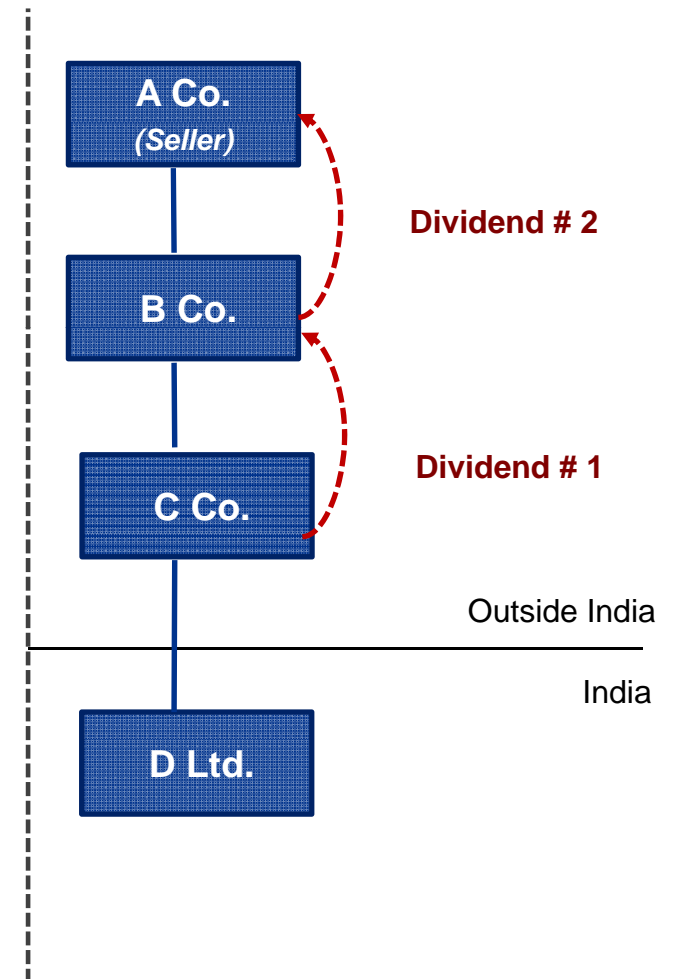 A Co.
(Seller)
Dividend # 2
B Co.
Dividend # 1
C Co.
Outside India
India
D Ltd.